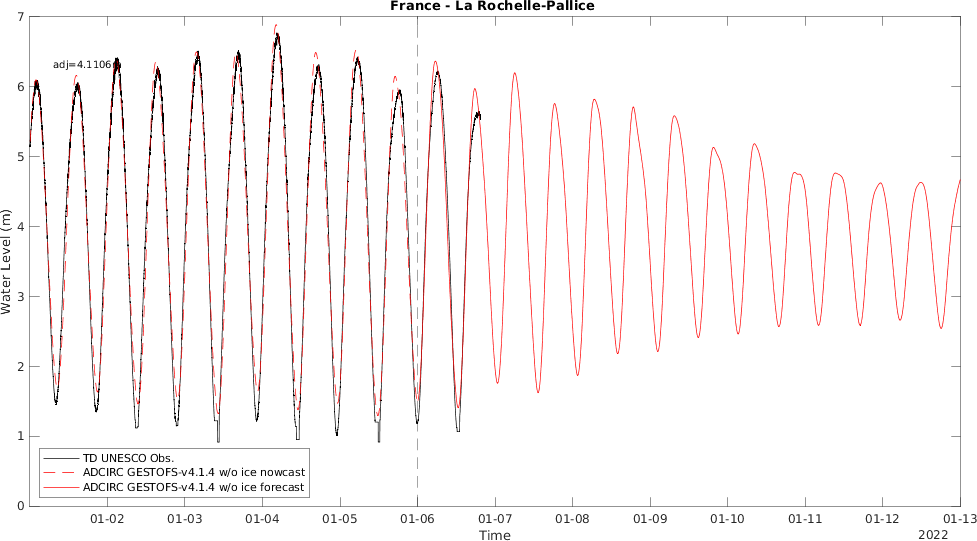 France - La Rochelle-Pallice
7
6
5
4
3
2
1
0
Water Level (m)
adj=4.1106
TD UNESCO Obs.
ADCIRC GESTOFS-v4.1.4 w/o ice nowcast
ADCIRC GESTOFS-v4.1.4 w/o ice forecast
01-02 01-03 01-04 01-05 01-06 01-07 01-08 01-09 01-10 01-11 01-12 01-13
Time
2022